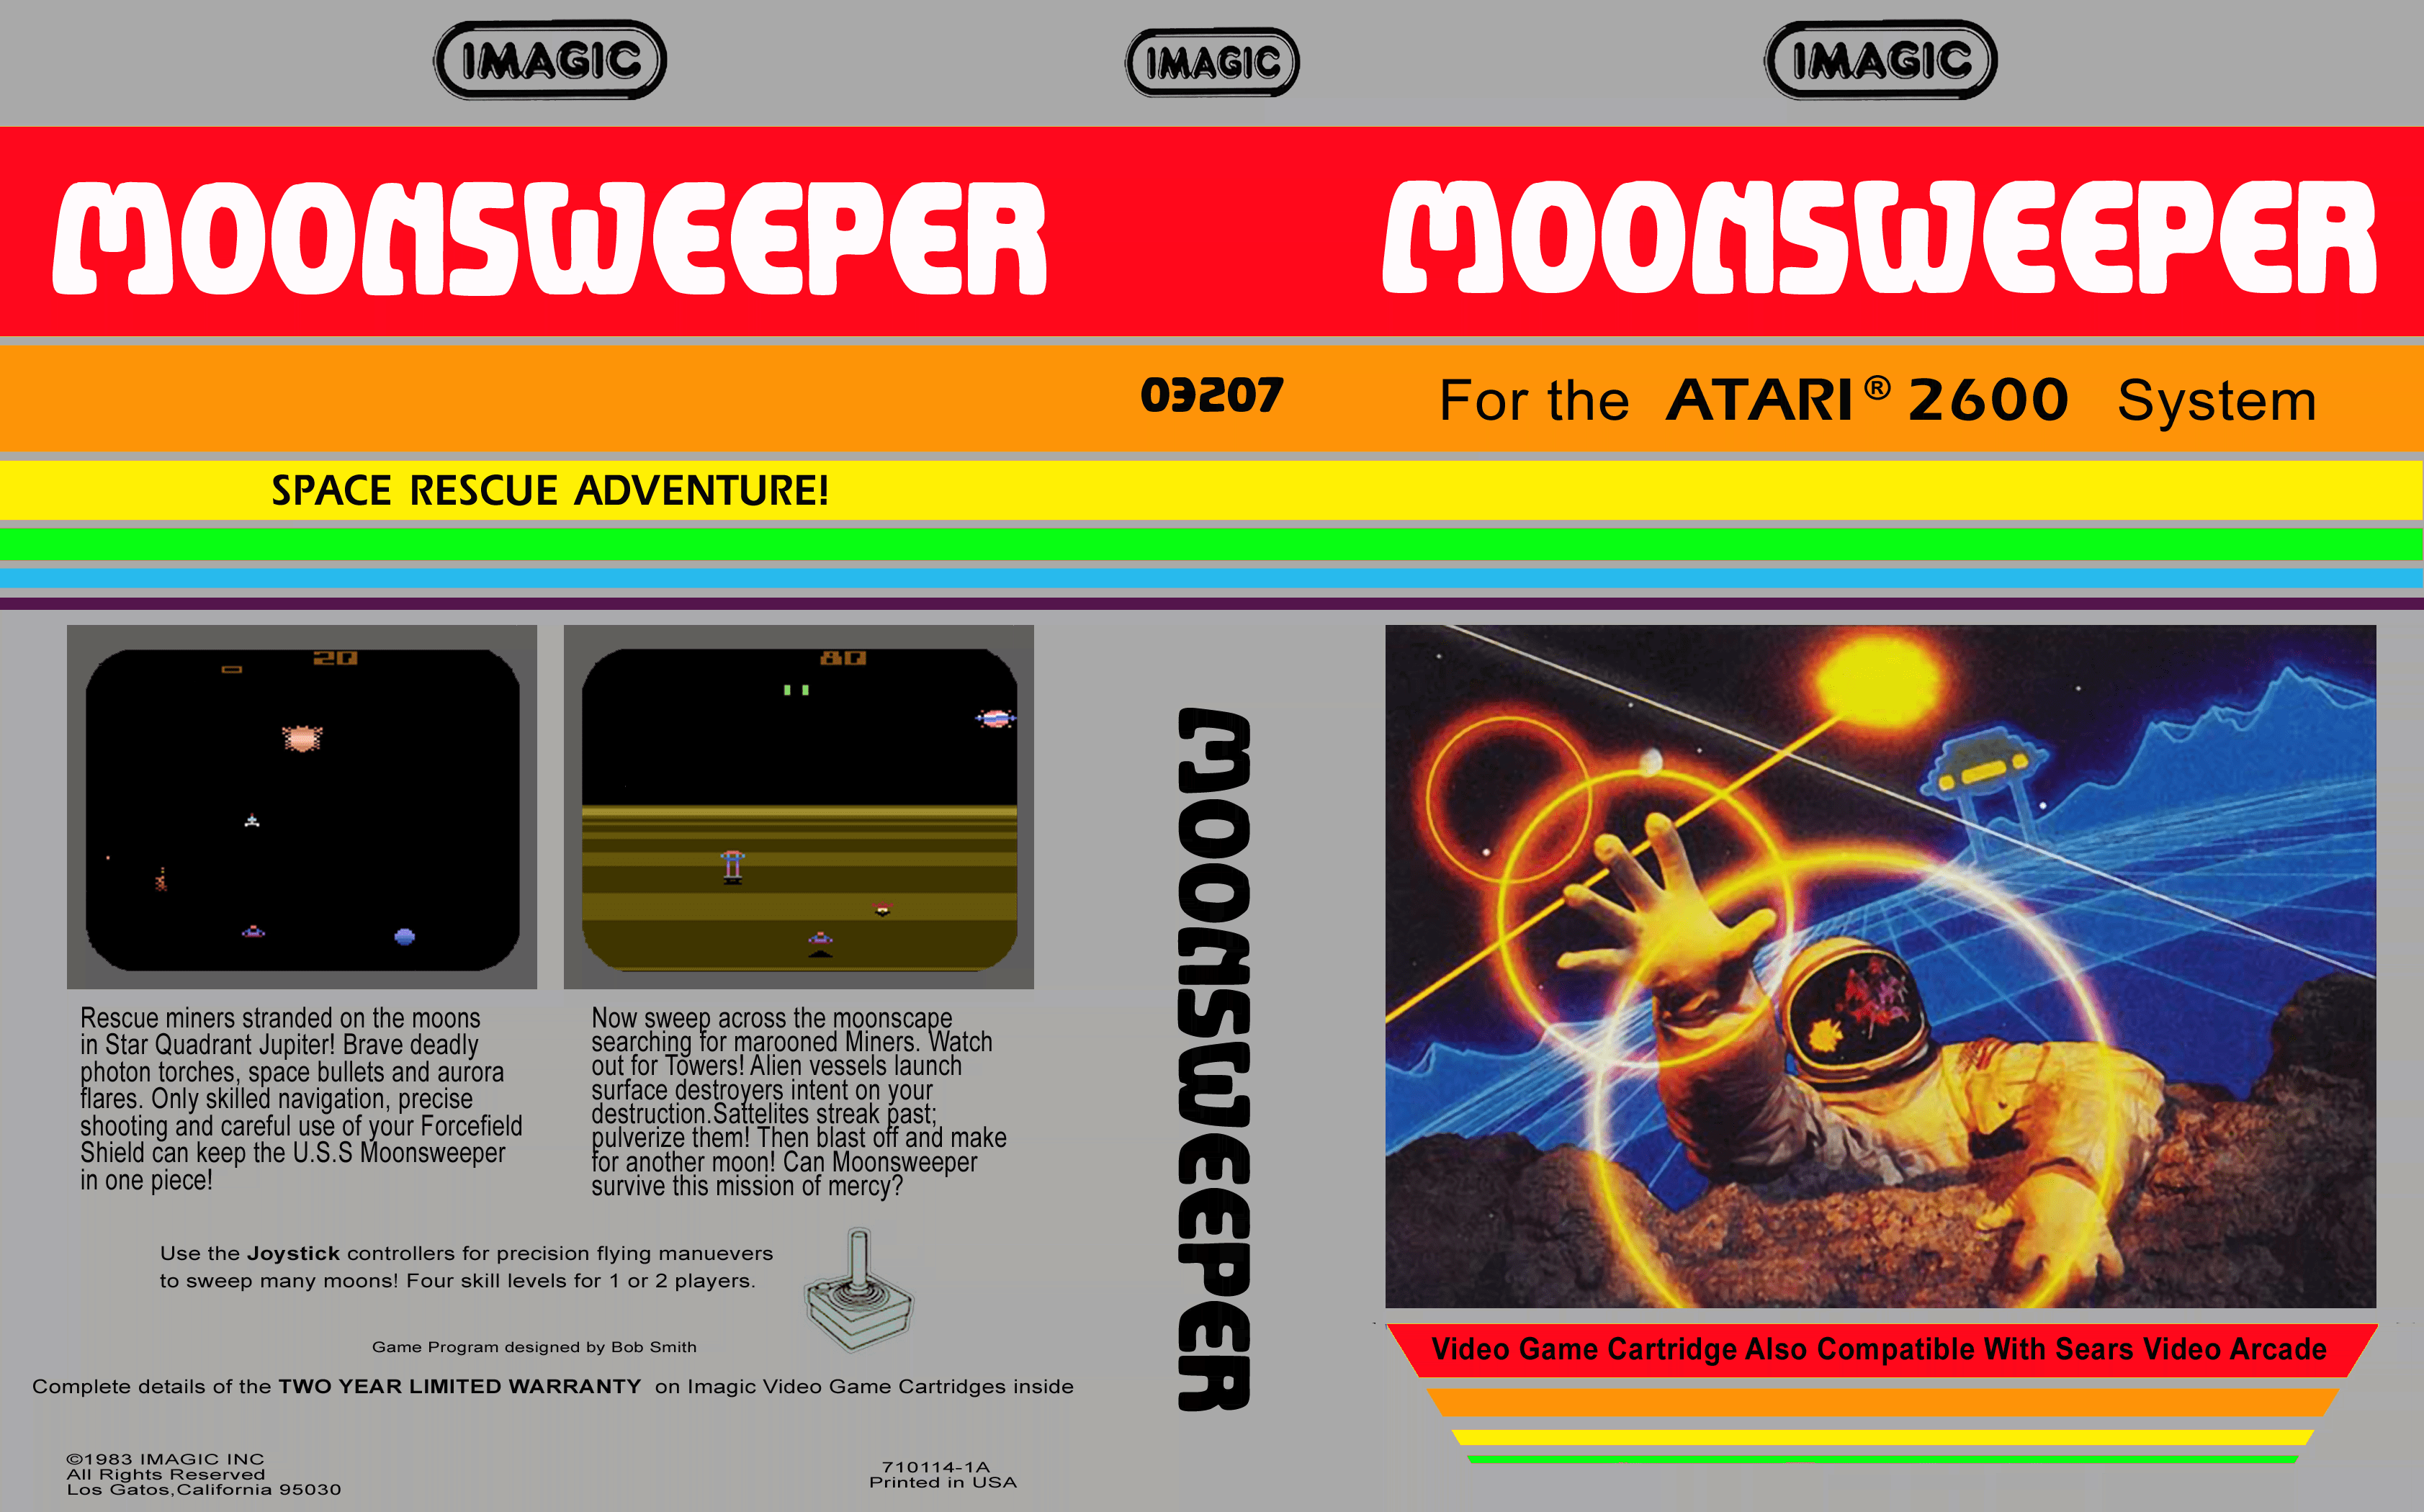 IMAGIC
MOONSWEEPER
SPACE RESCUE ADVENTURE!
20
80
Rescue miners stranded on the moons
in Star Quadrant Jupiter! Brave deadly
photon torches, space bullets and aurora
flares. Only skilled navigation, precise
shooting and careful use of your Forcefield
Shield can keep the U.S.S Moonsweeper
in one piece!
Now sweep across the moonscape
searching for marooned Miners. Watch
out for Towers! Alien vessels launch
surface destroyers intent on your
destruction.Sattelites streak past;
pulverize them! Then blast off and make
for another moon! Can Moonsweeper
survive this mission of mercy?
Use the Joystick controllers for precision flying manuevers
to sweep many moons! Four skill levels for 1 or 2 players.
Game Program designed by Bob Smith
Complete details of the TWO YEAR LIMITED WARRANTY on Imagic Video Game Cartridges inside
©1983 IMAGIC INC
All Rights Reserved
Los Gatos,California 95030
710114-1A
Printed in USA
IMAGIC
03207
MOONSWEEPER
IMAGIC
MOONSWEEPER
For the ATARI® 2600 System
Video Game Cartridge Also Compatible With Sears Video Arcade